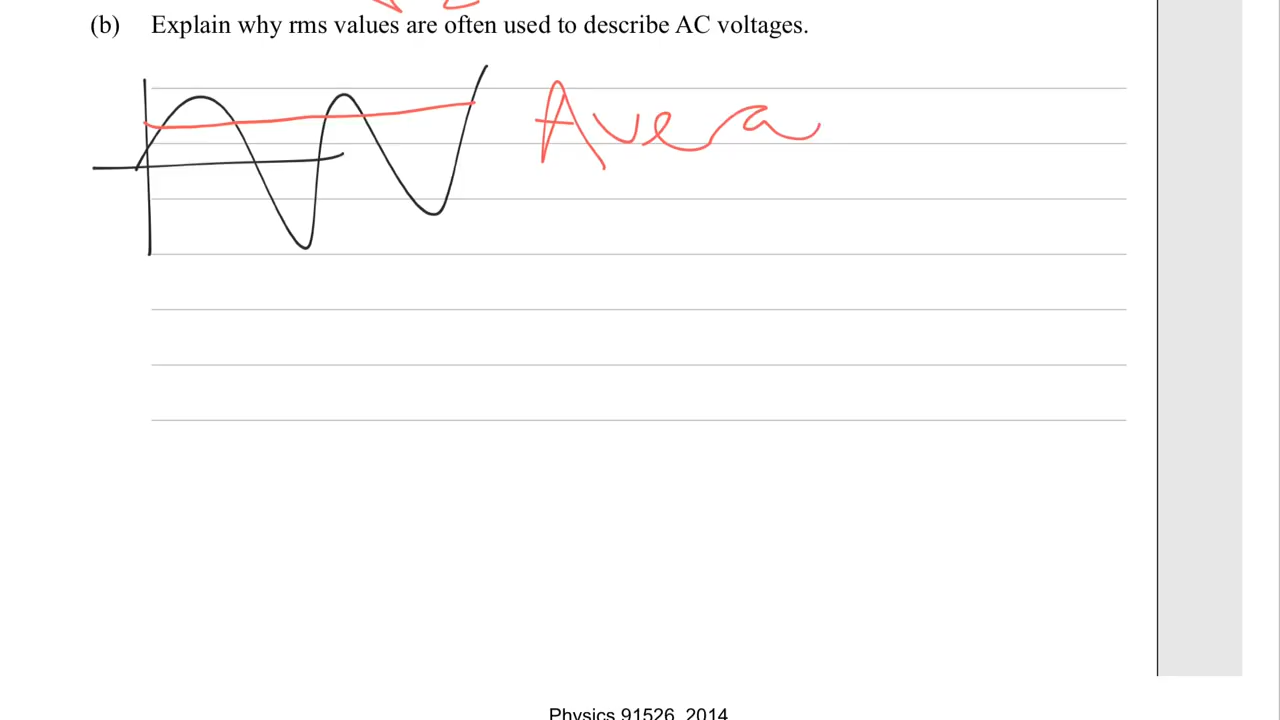 (b) Explain why rms values are often used to describe AC voltages.
Avera
Physics 91526, 2014